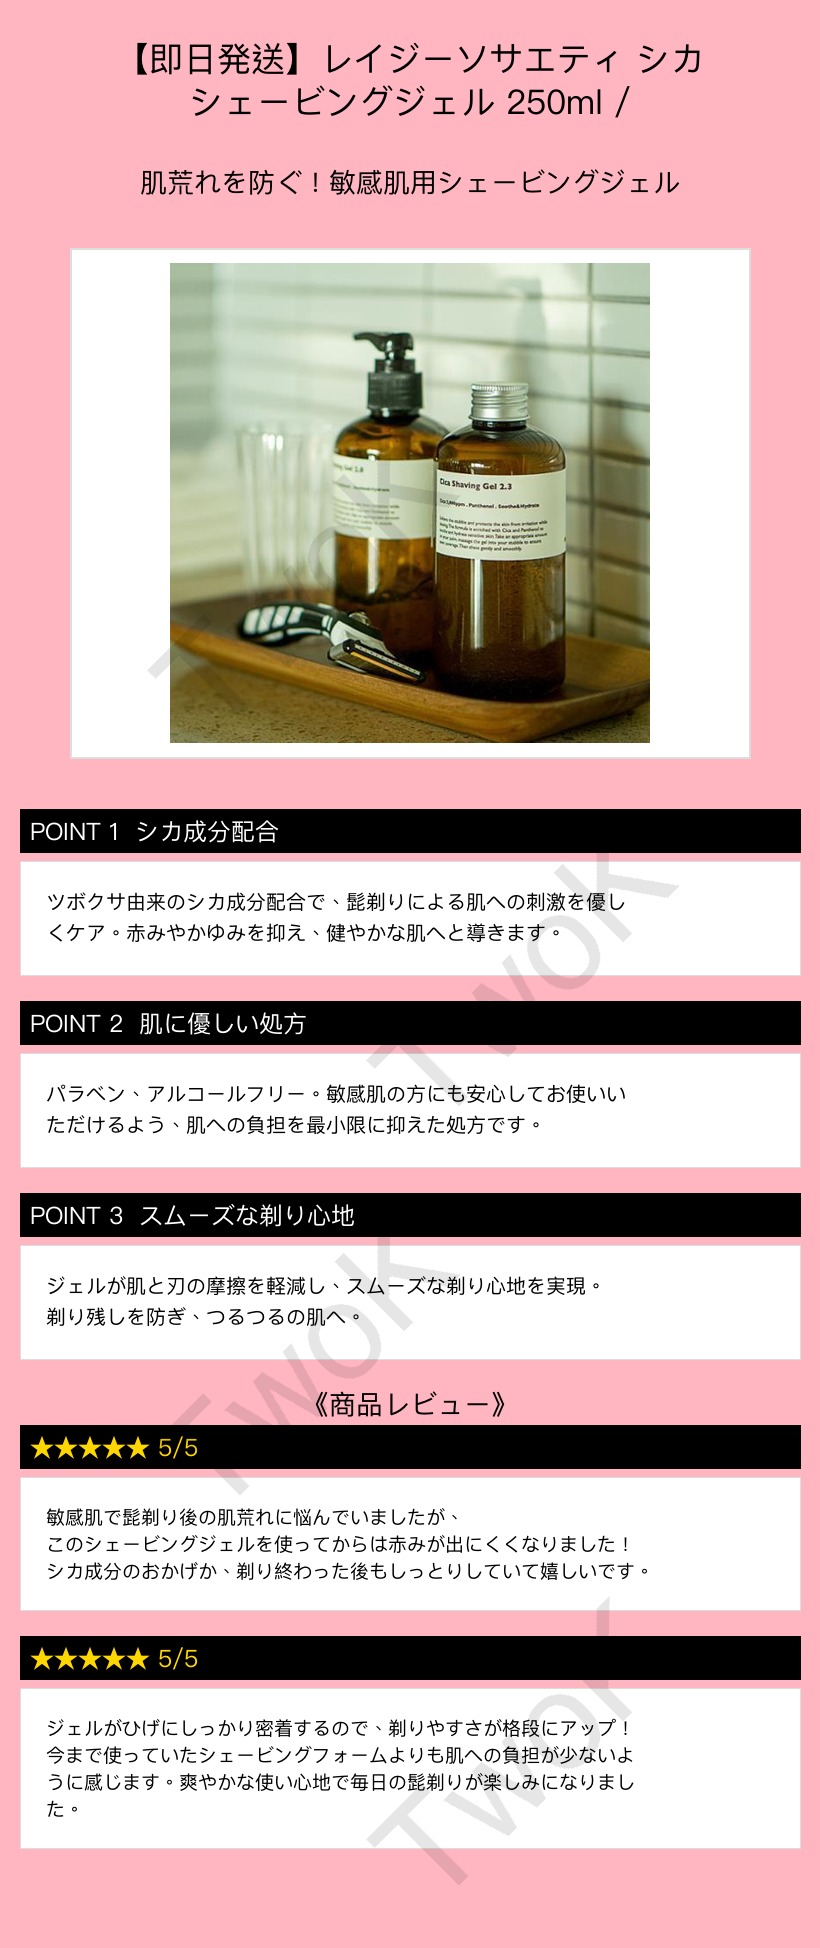 【即日発送】レイジーソサエティ シカ
シェービングジェル 250ml /
肌荒れを防ぐ！敏感肌用シェービングジェル
Cica Shaving Gel 2.3
Panthenol . Soothe&Hydrate
POINT 1 シカ成分配合
ツボクサ由来のシカ成分配合で、髭剃りによる肌への刺激を優し
くケア。赤みやかゆみを抑え、健やかな肌へと導きます。
POINT 2 肌に優しい処方
パラベン、アルコールフリー。敏感肌の方にも安心してお使いい
ただけるよう、肌への負担を最小限に抑えた処方です。
POINT 3 スムーズな剃り心地
ジェルが肌と刃の摩擦を軽減し、スムーズな剃り心地を実現。
剃り残しを防ぎ、つるつるの肌へ。
《商品レビュー》
★★★★★ 5/5
敏感肌で髭剃り後の肌荒れに悩んでいましたが、
このシェービングジェルを使ってからは赤みが出にくくなりました！
シカ成分のおかげか、剃り終わった後もしっとりしていて嬉しいです。
★★★★★ 5/5
ジェルがひげにしっかり密着するので、剃りやすさが格段にアップ！
今まで使っていたシェービングフォームよりも肌への負担が少ないよ
うに感じます。爽やかな使い心地で毎日の髭剃りが楽しみになりまし
た。
TwoK
TwoK
TwoK
TwoK